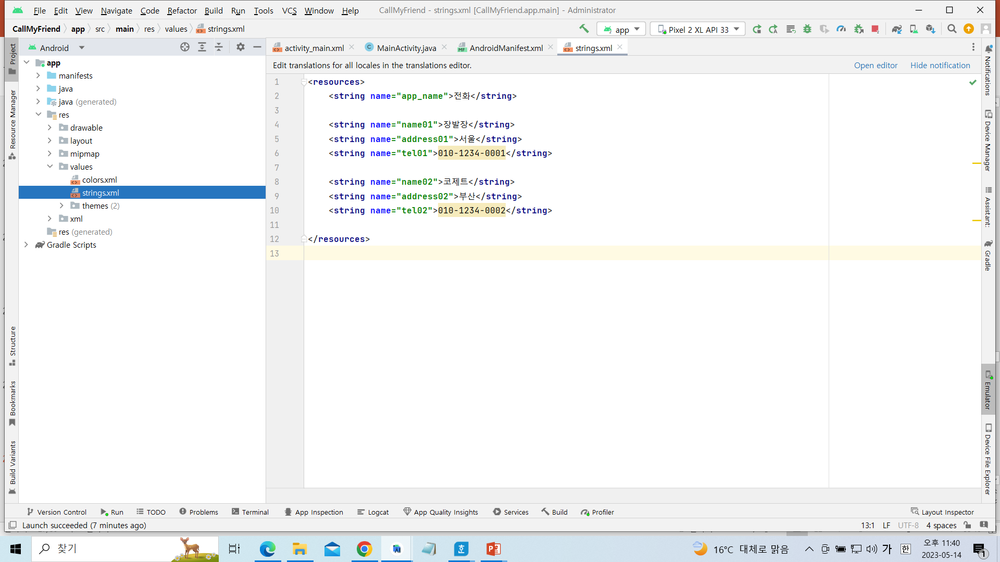 File Edit View Navigate Code Refactor Build Run Tools VCS Window Help CallMyFriend - strings.xml [CallMyFriend.app.main] - Administrator
CallMyFriend app src main res values strings.xml app Pixel 2 XL API 33
Android
activity_main.xml MainActivity.java AndroidManifest.xml strings.xml
Edit translations for all locales in the translations editor. Open editor Hide notification
Project
Resource Manager
Structure
Bookmarks
Build Variants
app
manifests
java
java (generated)
res
drawable
layout
mipmap
values
colors.xml
strings.xml
themes (2)
xml
res (generated)
Gradle Scripts
1 <resources>
2 <string name="app_name">전화</string>
3
4 <string name="name01">장발장</string>
5 <string name="address01">서울</string>
6 <string name="tel01">010-1234-0001</string>
7
8 <string name="name02">코제트</string>
9 <string name="address02">부산</string>
10 <string name="tel02">010-1234-0002</string>
11
12 </resources>
13
Notifications
Device Manager
Assistant:
Gradle
Emulator
Device File Explorer
Version Control Run TODO Problems Terminal App Inspection Logcat App Quality Insights Services Build Profiler Layout Inspector
Launch succeeded (7 minutes ago) 13:1 LF UTF-8 4 spaces
찾기 16°C 대체로 맑음 가 한 오후 11:40
2023-05-14 1